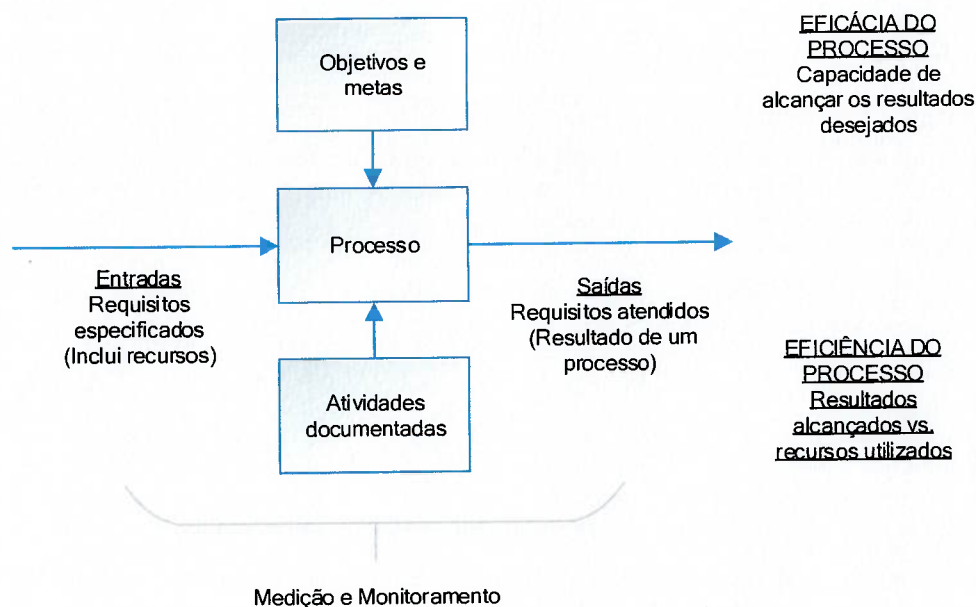 Objetivos e
metas
EFICÁCIA DO
PROCESSO
Capacidade de
alcançar os resultados
desejados
Processo
Entradas
Requisitos
especificados
(Inclui recursos)
Saídas
Requisitos atendidos
(Resultado de um
processo)
Atividades
documentadas
EFICIÊNCIA DO
PROCESSO
Resultados
alcançados vs.
recursos utilizados
Medição e Monitoramento